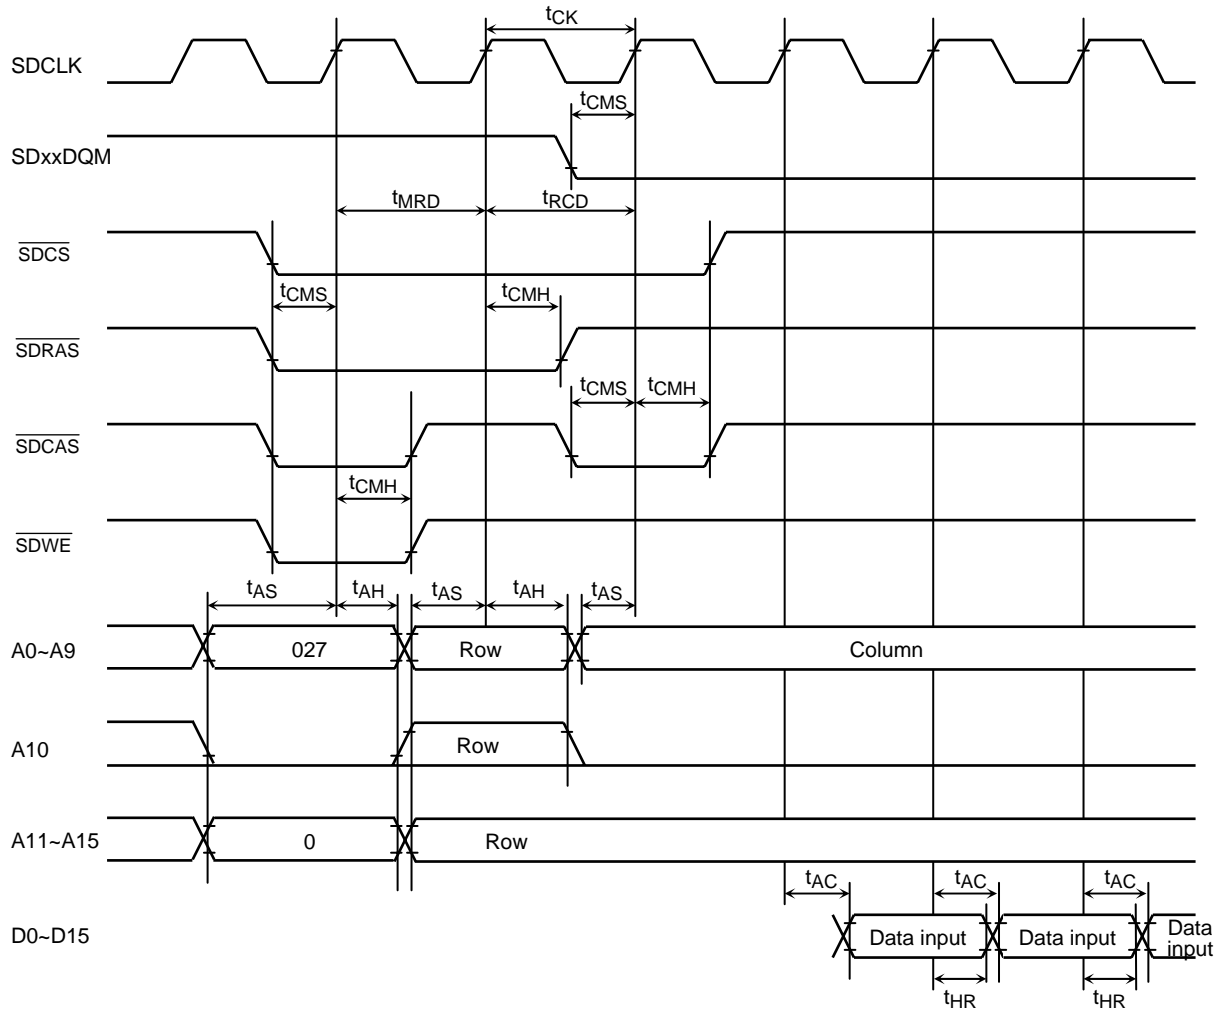 tCK
SDCLK
tCMS
SDxxDQM
tMRD tRCD
SDCS
tCMS tCMH
SDRAS
tCMS tCMH
SDCAS
tCMH
SDWE
tAS tAH tAS tAH tAS
A0~A9 027 Row Column
A10 Row
A11~A15 0 Row
tAC tAC tAC
D0~D15 Data input Data input Data
input
tHR tHR